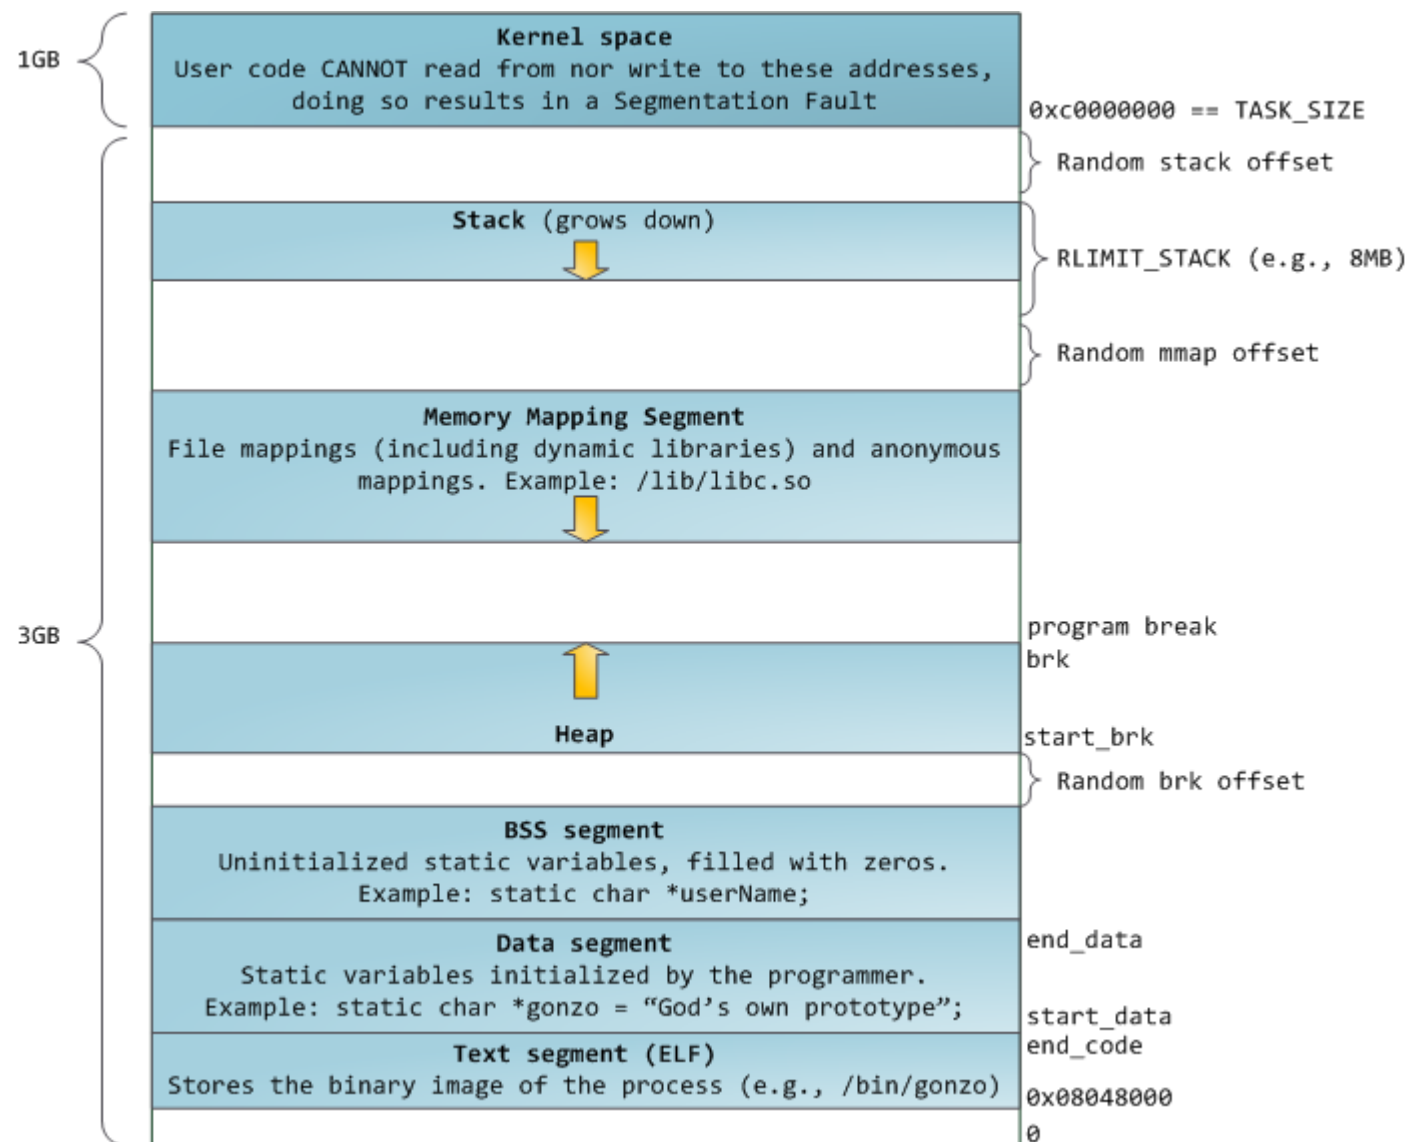 Kernel space
1GB
User code CANNOT read from nor write to these addresses,
doing so results in a Segmentation Fault
0xc0000000 == TASK_SIZE
Random stack offset
Stack (grows down)
RLIMIT_STACK (e.g., 8MB)
Random mmap offset
Memory Mapping Segment
File mappings (including dynamic libraries) and anonymous
mappings. Example: /lib/libc.so
3GB
program break
brk
Heap
start_brk
Random brk offset
BSS segment
Uninitialized static variables, filled with zeros.
Example: static char *userName;
Data segment
end_data
Static variables initialized by the programmer.
Example: static char *gonzo = “God’s own prototype”;
start_data
end_code
Text segment (ELF)
Stores the binary image of the process (e.g., /bin/gonzo)
0x08048000
0